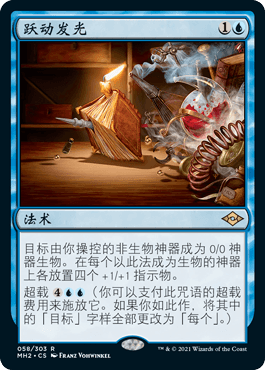 跃动发光 1
法术
目标由你操控的非生物神器成为 0/0 神
器生物。在每个以此法成为生物的神器
上各放置四个 +1/+1 指示物。
超载 4 (你可以支付此咒语的超载
费用来施放它。如果你如此作，将其中
的「目标」字样全部更改为「每个」。)
058/303 R
MH2 • CS FRANZ VOHWINKEL
™ & © 2021 Wizards of the Coast